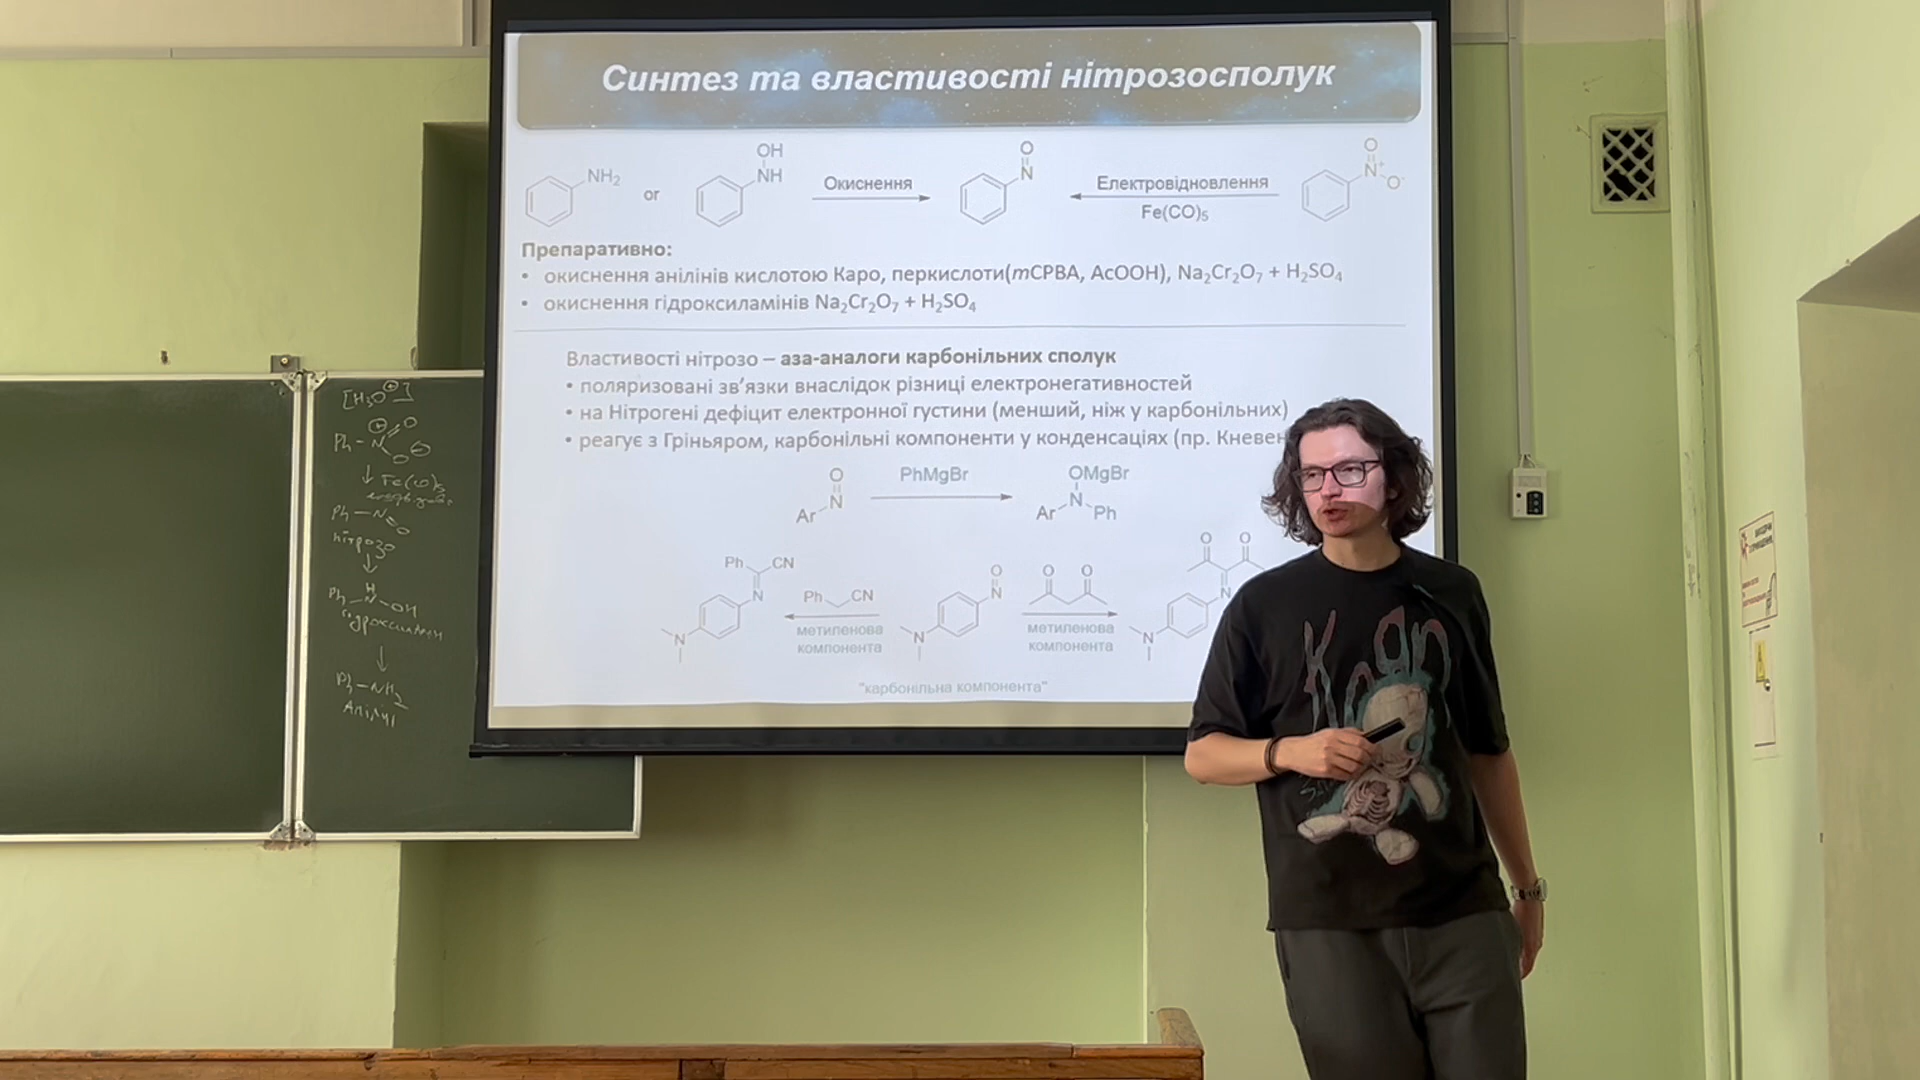 Синтез та властивості нітрозосполук
NH2
or
OH
NH
Окиснення
O
N
Електровідновлення
Fe(CO)5
O
N+
O-
Препаративно:
• окиснення анілінів кислотою Каро, перкислоти(mCPBA, AcOOH), Na2Cr2O7 + H2SO4
• окиснення гідроксиламінів Na2Cr2O7 + H2SO4
Властивості нітрозо – аза-аналоги карбонільних сполук
• поляризовані зв’язки внаслідок різниці електронегативностей
• на Нітрогені дефіцит електронної густини (менший, ніж у карбонільних)
• реагує з Гріньяром, карбонільні компоненти у конденсаціях (пр. Кневен
O
N
Ar
PhMgBr
OMgBr
N
Ar
Ph
Ph
CN
N
N
Ph
CN
метиленова
компонента
O
N
N
O O
метиленова
компонента
O O
N
N
"карбонільна компонента"
[H3O⊕]
Ph-N⊕=O
O⊖
↓ Fe(CO)5
Ph-N=O
нітрозо
↓
Ph-N-OH
H
гідроксиламін
↓
Ph-NH2
Анілін
Korn